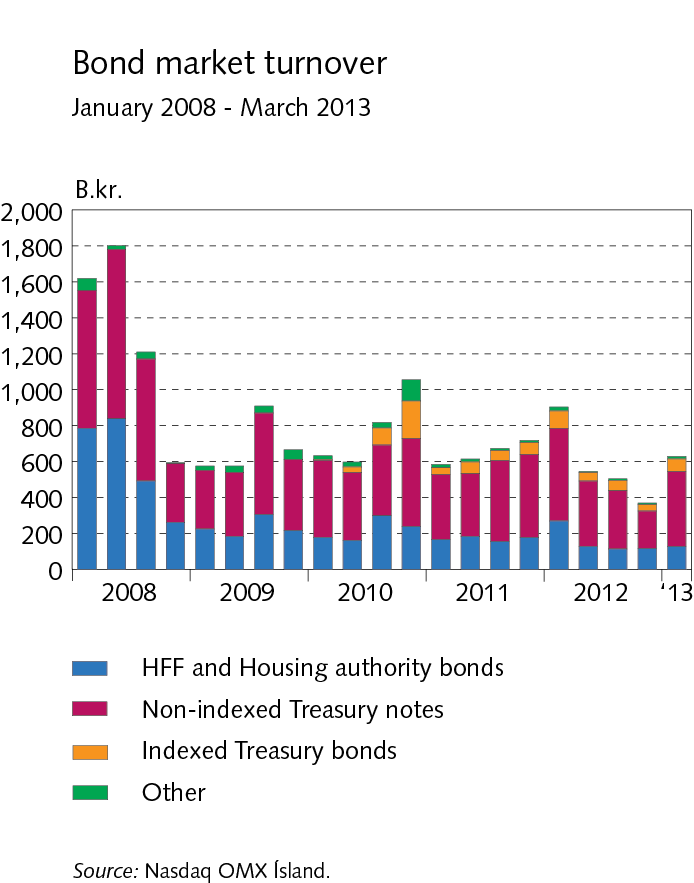 Bond market turnover
January 2008 - March 2013
B.kr.
2,000
1,800
1,600
1,400
1,200
1,000
800
600
400
200
0
2008 2009 2010 2011 2012 '13
HFF and Housing authority bonds
Non-indexed Treasury notes
Indexed Treasury bonds
Other
Source: Nasdaq OMX Ísland.